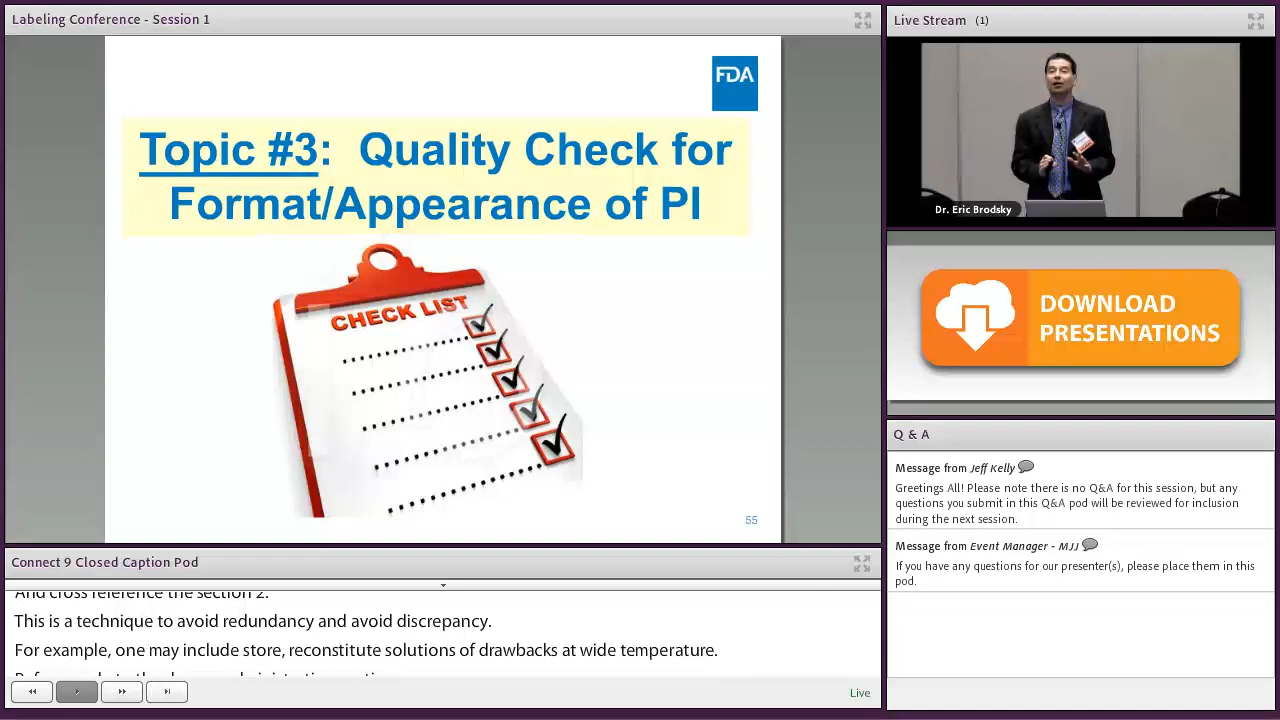 Labeling Conference - Session 1
FDA
Topic #3: Quality Check for
Format/Appearance of PI
CHECK LIST
55
Connect 9 Closed Caption Pod
And cross reference the section 2.
This is a technique to avoid redundancy and avoid discrepancy.
For example, one may include store, reconstitute solutions of drawbacks at wide temperature.
Live
Live Stream (1)
Dr. Eric Brodsky
DOWNLOAD
PRESENTATIONS
Q & A
Message from Jeff Kelly
Greetings All! Please note there is no Q&A for this session, but any
questions you submit in this Q&A pod will be reviewed for inclusion
during the next session.
Message from Event Manager - MJJ
If you have any questions for our presenter(s), please place them in this
pod.